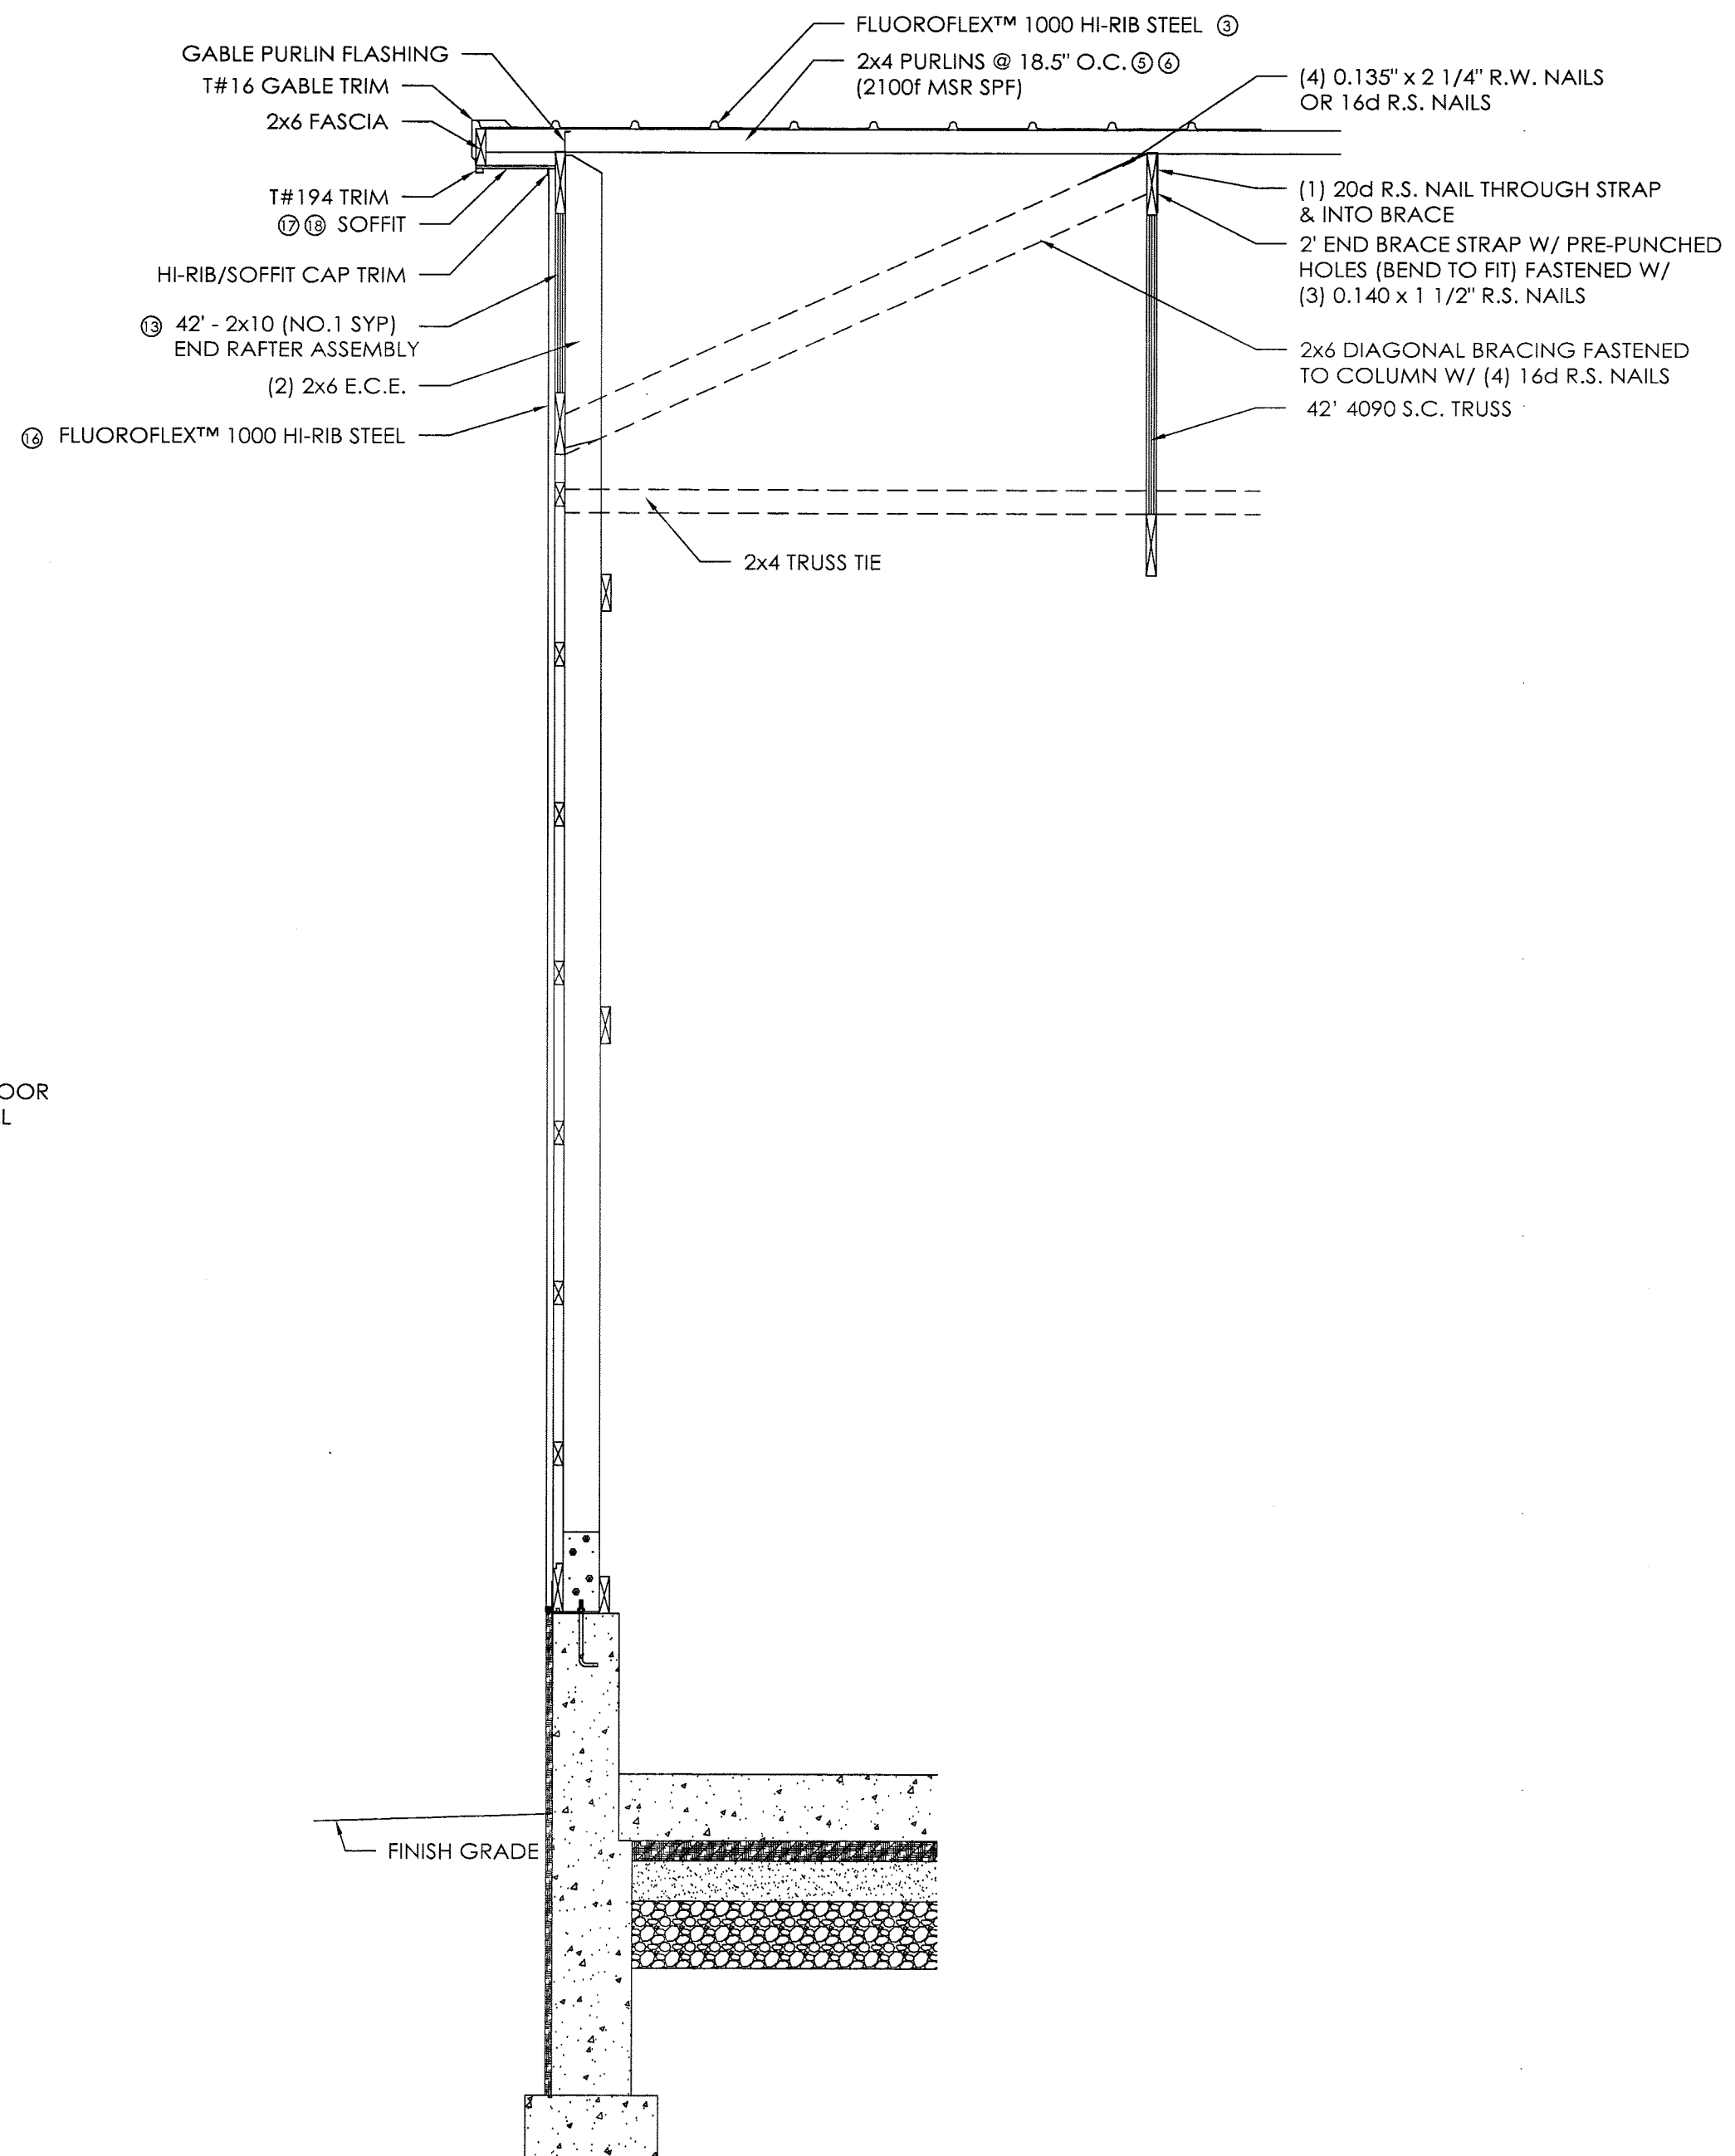 FLUOROFLEX™ 1000 HI-RIB STEEL ③
2x4 PURLINS @ 18.5" O.C. ⑤ ⑥
(2100f MSR SPF)
(4) 0.135" x 2 1/4" R.W. NAILS
OR 16d R.S. NAILS
GABLE PURLIN FLASHING
T#16 GABLE TRIM
2x6 FASCIA
T#194 TRIM
⑰ ⑱ SOFFIT
HI-RIB/SOFFIT CAP TRIM
⑬ 42' - 2x10 (NO.1 SYP)
END RAFTER ASSEMBLY
(2) 2x6 E.C.E.
⑯ FLUOROFLEX™ 1000 HI-RIB STEEL
(1) 20d R.S. NAIL THROUGH STRAP
& INTO BRACE
2' END BRACE STRAP W/ PRE-PUNCHED
HOLES (BEND TO FIT) FASTENED W/
(3) 0.140 x 1 1/2" R.S. NAILS
2x6 DIAGONAL BRACING FASTENED
TO COLUMN W/ (4) 16d R.S. NAILS
42' 4090 S.C. TRUSS
2x4 TRUSS TIE
OOR
L
FINISH GRADE